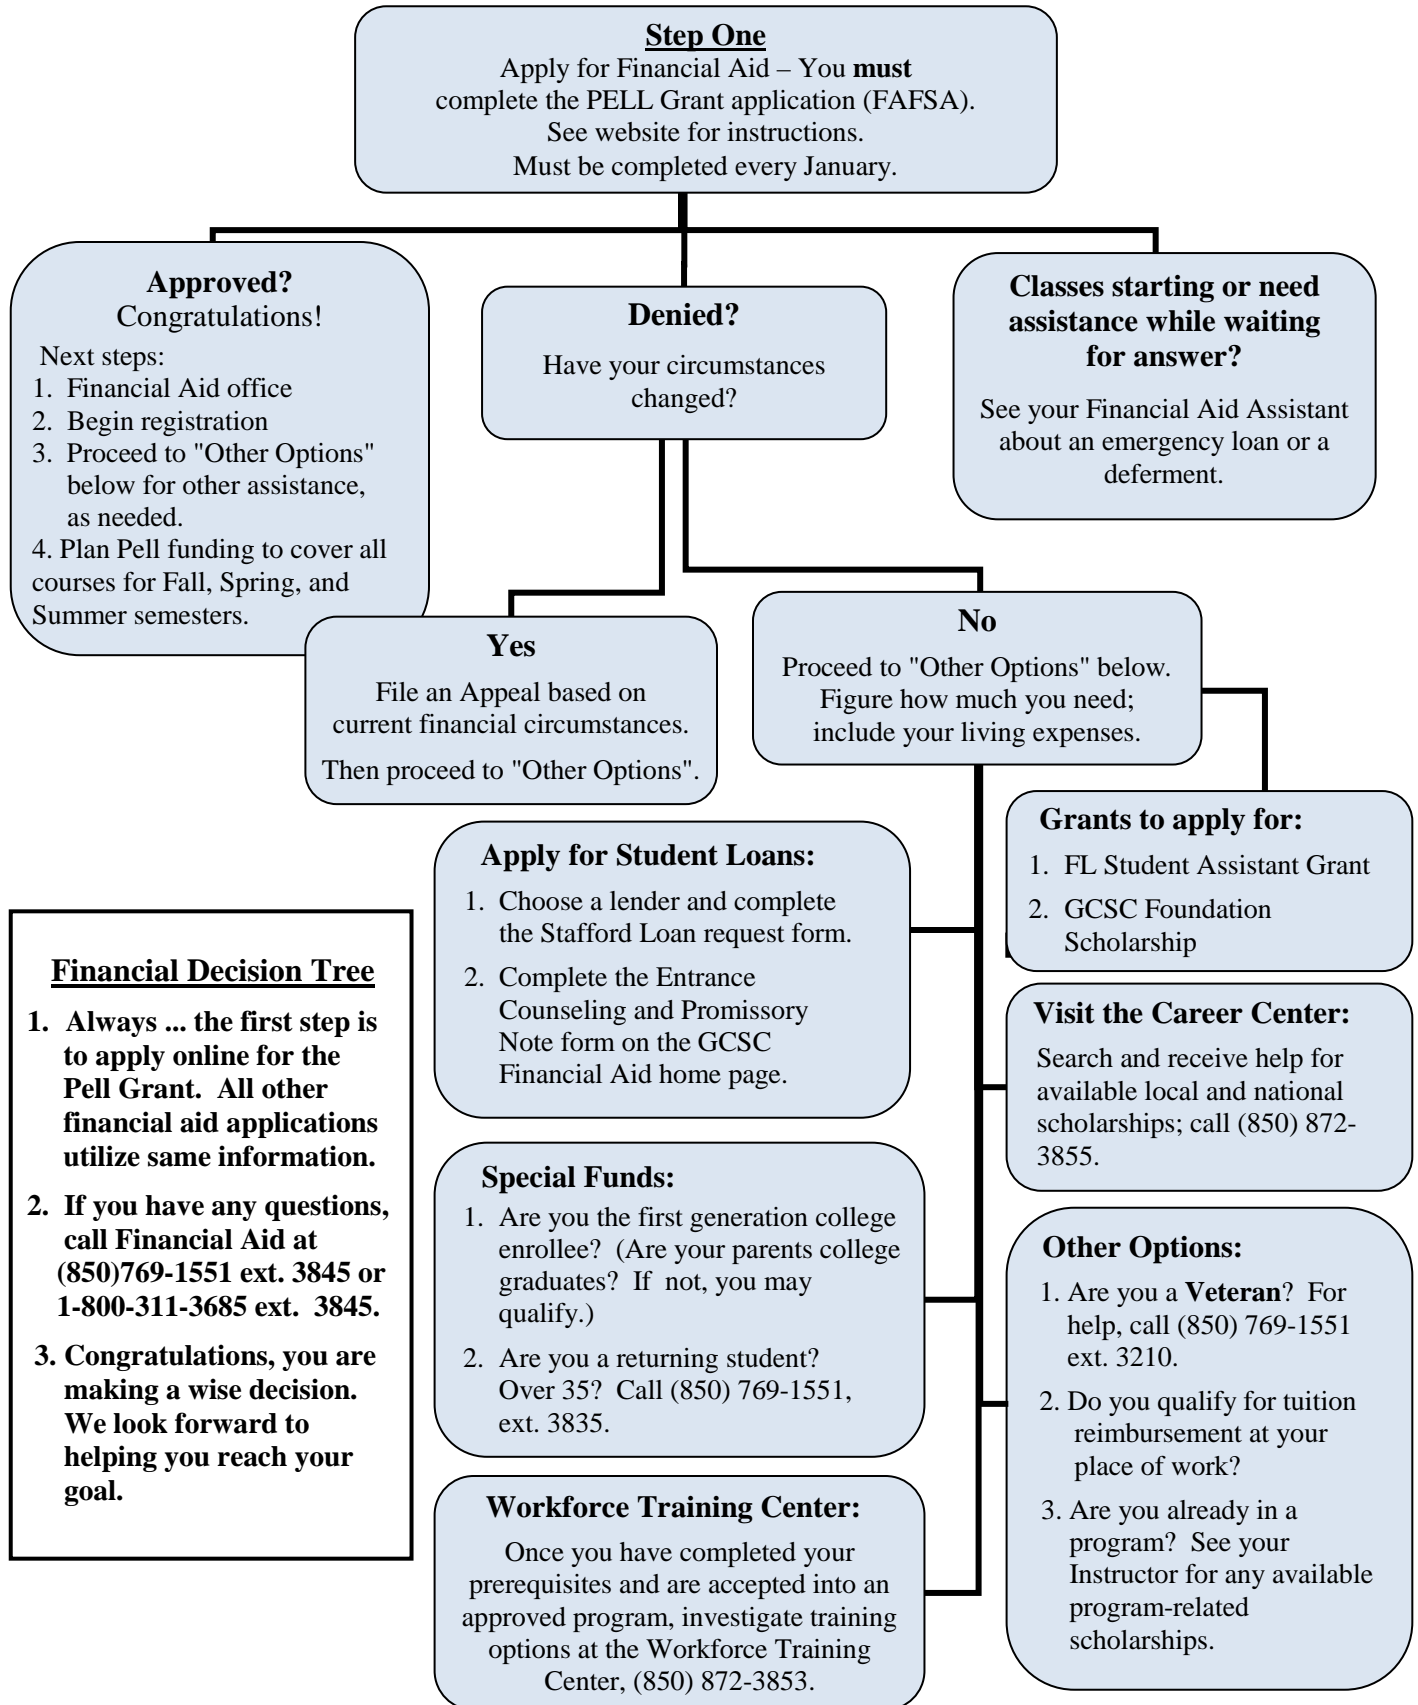 Step One
Apply for Financial Aid – You must
complete the PELL Grant application (FAFSA).
See website for instructions.
Must be completed every January.
Approved?
Congratulations!
Next steps:
1. Financial Aid office
2. Begin registration
3. Proceed to "Other Options"
below for other assistance,
as needed.
4. Plan Pell funding to cover all
courses for Fall, Spring, and
Summer semesters.
Denied?
Have your circumstances
changed?
Classes starting or need
assistance while waiting
for answer?
See your Financial Aid Assistant
about an emergency loan or a
deferment.
Yes
File an Appeal based on
current financial circumstances.
Then proceed to "Other Options".
No
Proceed to "Other Options" below.
Figure how much you need;
include your living expenses.
Grants to apply for:
1. FL Student Assistant Grant
2. GCSC Foundation
Scholarship
Apply for Student Loans:
1. Choose a lender and complete
the Stafford Loan request form.
2. Complete the Entrance
Counseling and Promissory
Note form on the GCSC
Financial Aid home page.
Financial Decision Tree
1. Always ... the first step is
to apply online for the
Pell Grant. All other
financial aid applications
utilize same information.
2. If you have any questions,
call Financial Aid at
(850)769-1551 ext. 3845 or
1-800-311-3685 ext. 3845.
3. Congratulations, you are
making a wise decision.
We look forward to
helping you reach your
goal.
Visit the Career Center:
Search and receive help for
available local and national
scholarships; call (850) 872-
3855.
Special Funds:
1. Are you the first generation college
enrollee? (Are your parents college
graduates? If not, you may
qualify.)
2. Are you a returning student?
Over 35? Call (850) 769-1551,
ext. 3835.
Other Options:
1. Are you a Veteran? For
help, call (850) 769-1551
ext. 3210.
2. Do you qualify for tuition
reimbursement at your
place of work?
3. Are you already in a
program? See your
Instructor for any available
program-related
scholarships.
Workforce Training Center:
Once you have completed your
prerequisites and are accepted into an
approved program, investigate training
options at the Workforce Training
Center, (850) 872-3853.